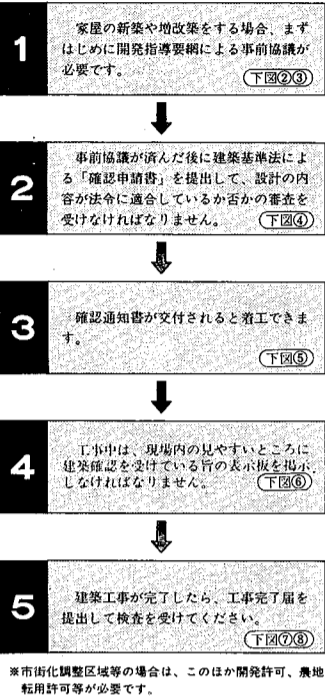 1
家屋の新築や増改築をする場合、まず
はじめに開発指導要綱による事前協議が
必要です。
下図②③
2
事前協議が済んだ後に建築基準法によ
る「確認申請書」を提出して、設計の内
容が法令に適合しているか否かの審査を
受けなければなりません。
下図④
3
確認通知書が交付されると着工できま
す。
下図⑤
4
工事中は、現場内の見やすいところに
建築確認を受けている旨の表示板を掲示
しなければなりません。
下図⑥
5
建築工事が完了したら、工事完了届を
提出して検査を受けてください。
下図⑦⑧
※市街化調整区域等の場合は、このほか開発許可、農地
転用許可等が必要です。